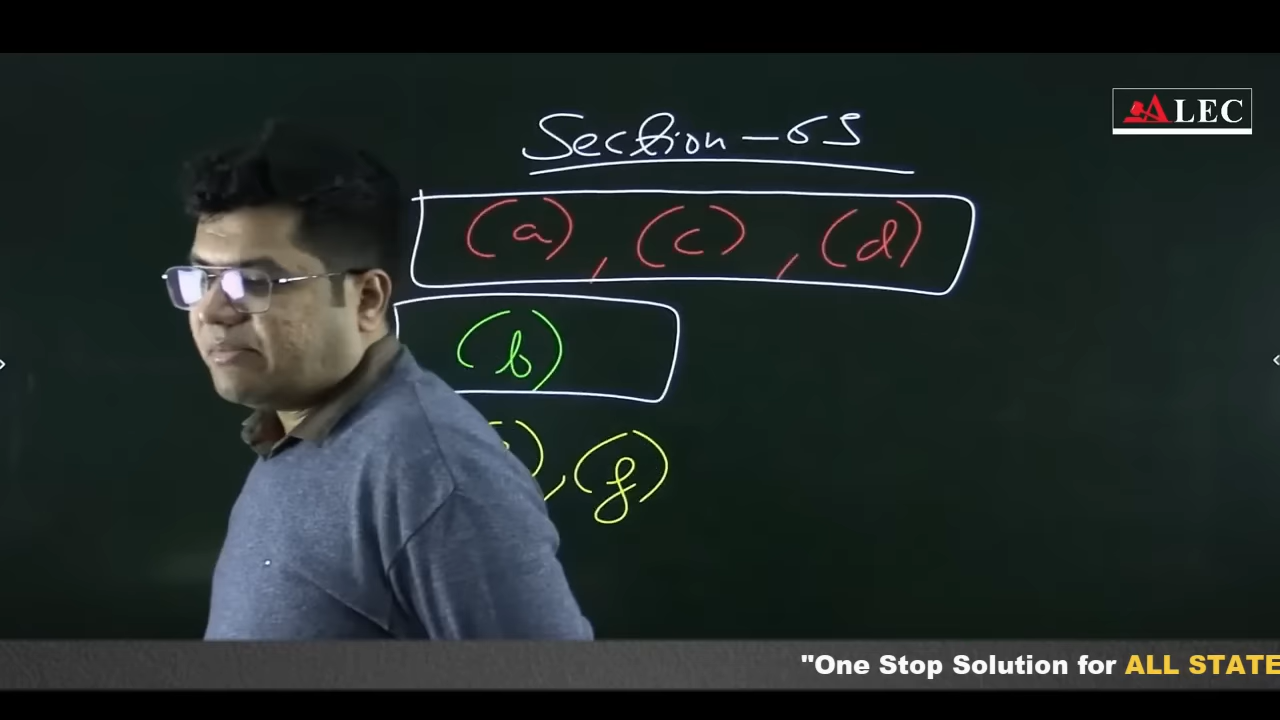 ALEC
Section - 65
(a), (c), (d)
(b)
, (f)
"One Stop Solution for ALL STATE